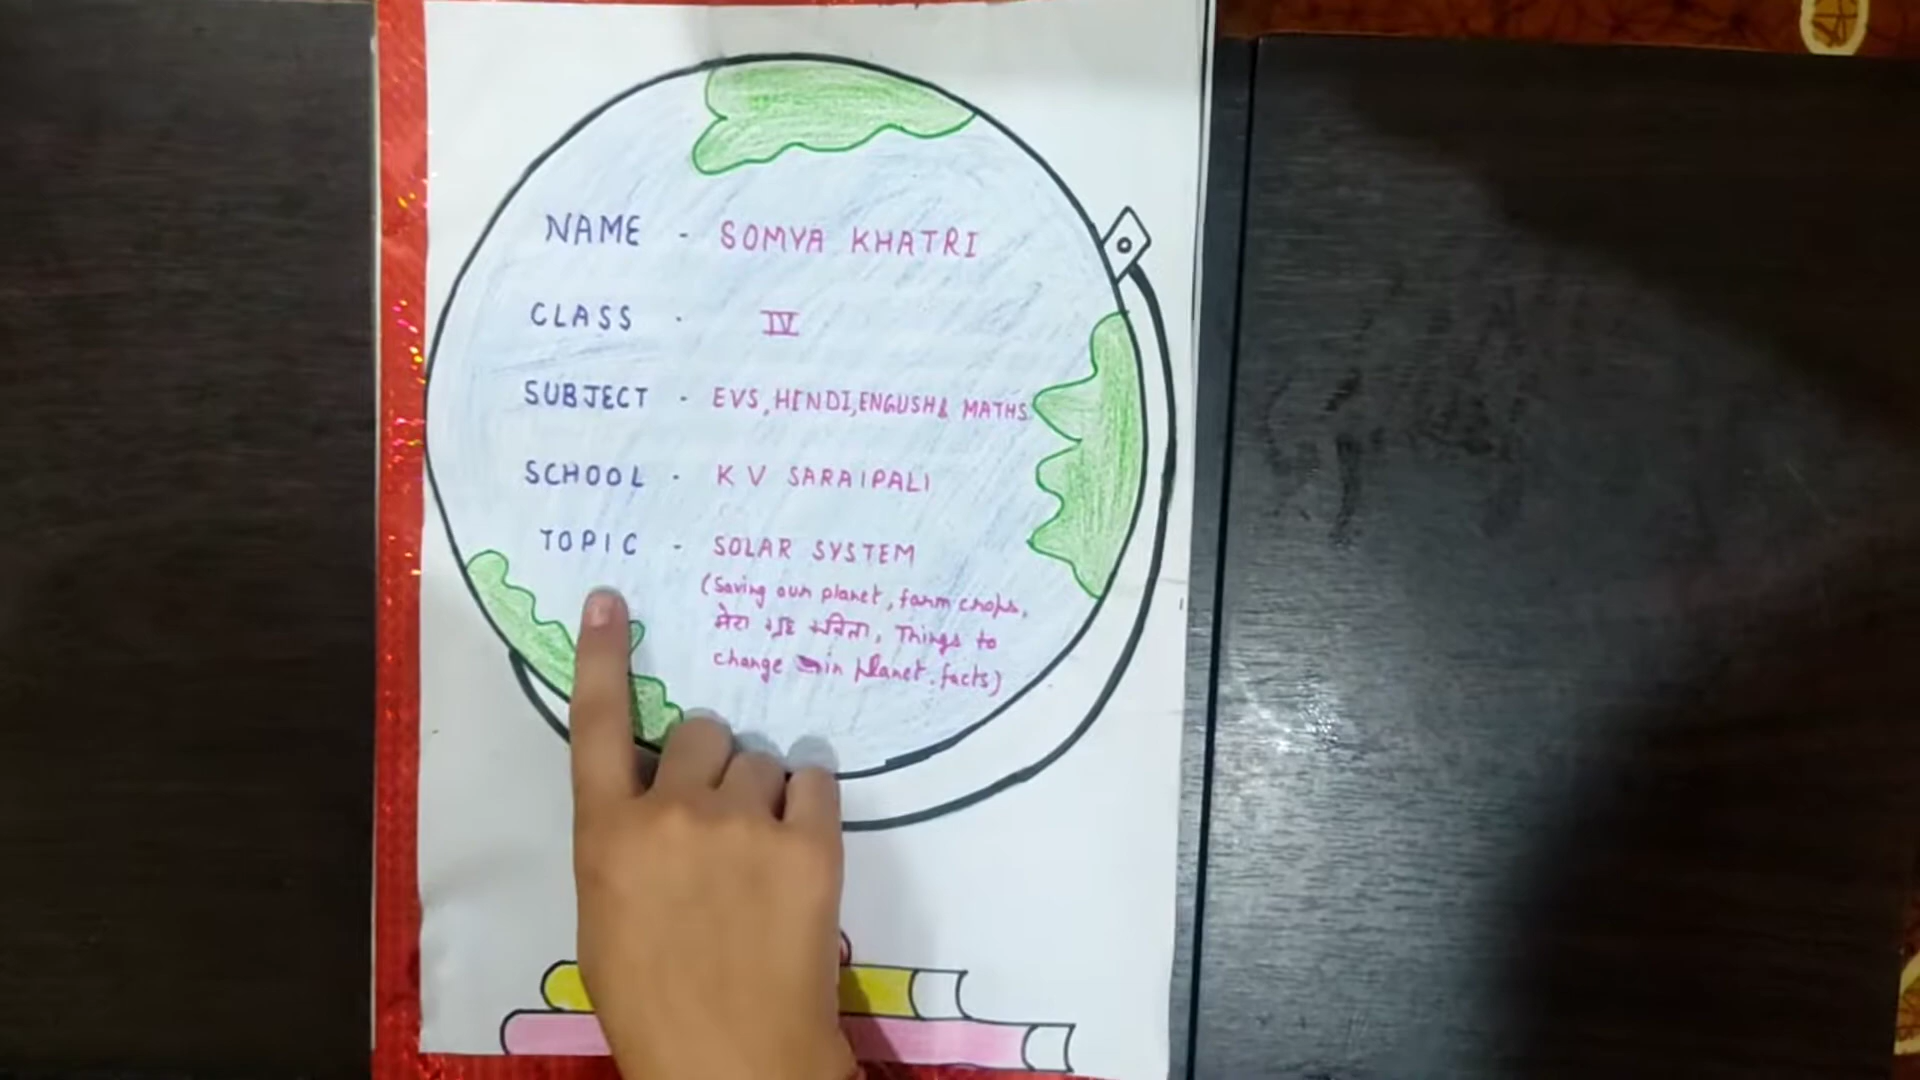 NAME - SOMYA KHATRI
CLASS - IV
SUBJECT - EVS, HINDI, ENGLISH & MATHS
SCHOOL - K V SARAIPALI
TOPIC - SOLAR SYSTEM
(Saving our planet, farm crops,
मेरा ग्रह कविता, Things to
change in planet. facts)